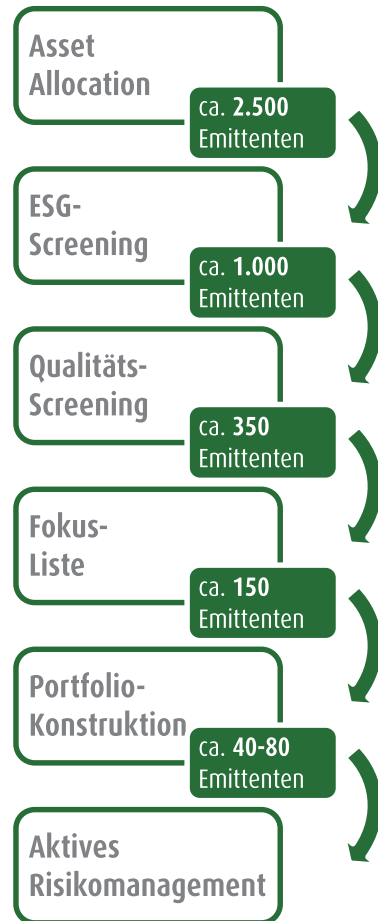 Asset
Allocation
ca. 2.500
Emittenten
ESG-
Screening
ca. 1.000
Emittenten
Qualitäts-
Screening
ca. 350
Emittenten
Fokus-
Liste
ca. 150
Emittenten
Portfolio-
Konstruktion
ca. 40-80
Emittenten
Aktives
Risikomanagement